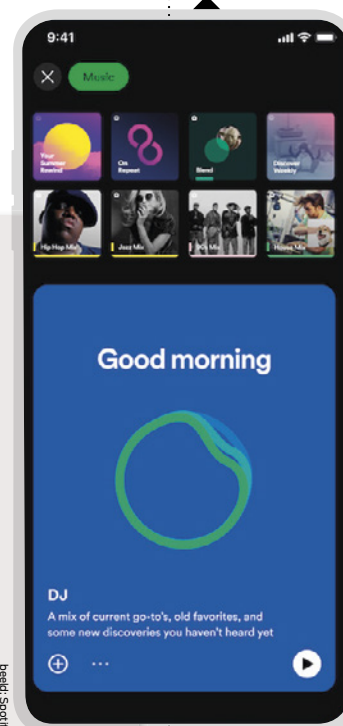 9:41
Music
Your
Summer
Rewind
On
Repeat
Blend
Discover
Weekly
Hip Hop Mix
Jazz Mix
90s Mix
House Mix
Good morning
DJ
A mix of current go-to's, old favorites, and
some new discoveries you haven't heard yet
beeld: